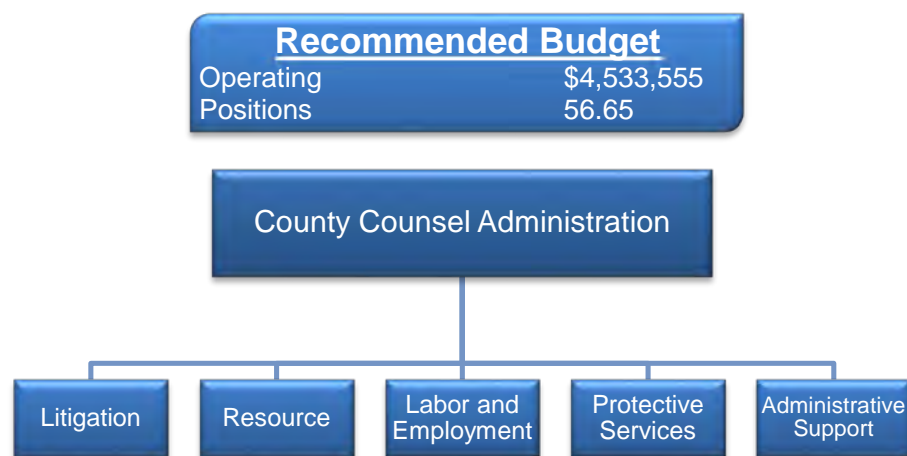 Recommended Budget
Operating $4,533,555
Positions 56.65
County Counsel Administration
Litigation
Resource
Labor and
Employment
Protective
Services
Administrative
Support